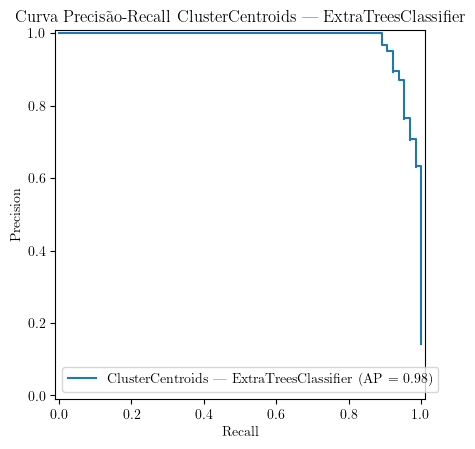 Curva Precisão-Recall ClusterCentroids — ExtraTreesClassifier
1.0
0.8
0.6
0.4
0.2
0.0
Precision
ClusterCentroids — ExtraTreesClassifier (AP = 0.98)
0.0 0.2 0.4 0.6 0.8 1.0
Recall